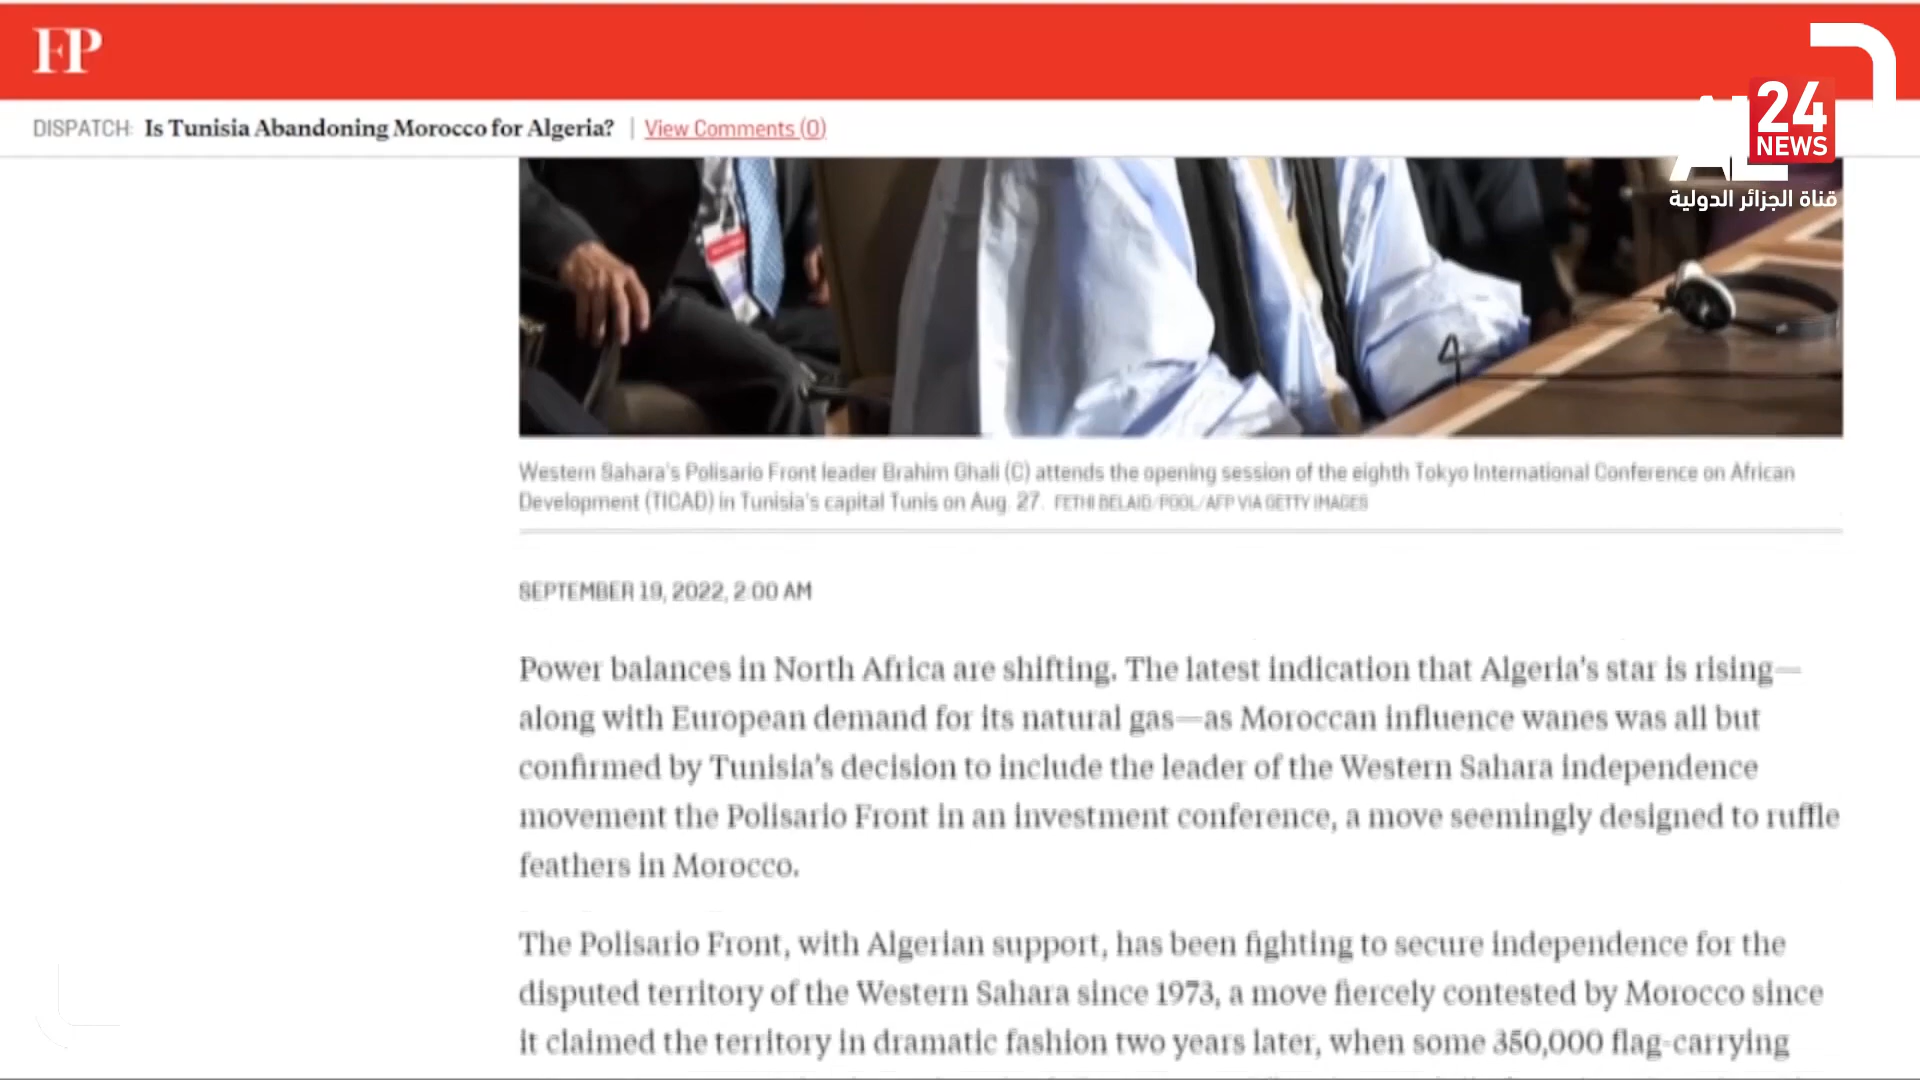 FP
DISPATCH: Is Tunisia Abandoning Morocco for Algeria? | View Comments (0)
AL
24
NEWS
قناة الجزائر الدولية
Western Sahara's Polisario Front leader Brahim Ghali (C) attends the opening session of the eighth Tokyo International Conference on African
Development (TICAD) in Tunisia's capital Tunis on Aug. 27. FETHI BELAID/POOL/AFP VIA GETTY IMAGES
SEPTEMBER 19, 2022, 2:00 AM
Power balances in North Africa are shifting. The latest indication that Algeria's star is rising—
along with European demand for its natural gas—as Moroccan influence wanes was all but
confirmed by Tunisia's decision to include the leader of the Western Sahara independence
movement the Polisario Front in an investment conference, a move seemingly designed to ruffle
feathers in Morocco.
The Polisario Front, with Algerian support, has been fighting to secure independence for the
disputed territory of the Western Sahara since 1973, a move fiercely contested by Morocco since
it claimed the territory in dramatic fashion two years later, when some 350,000 flag-carrying